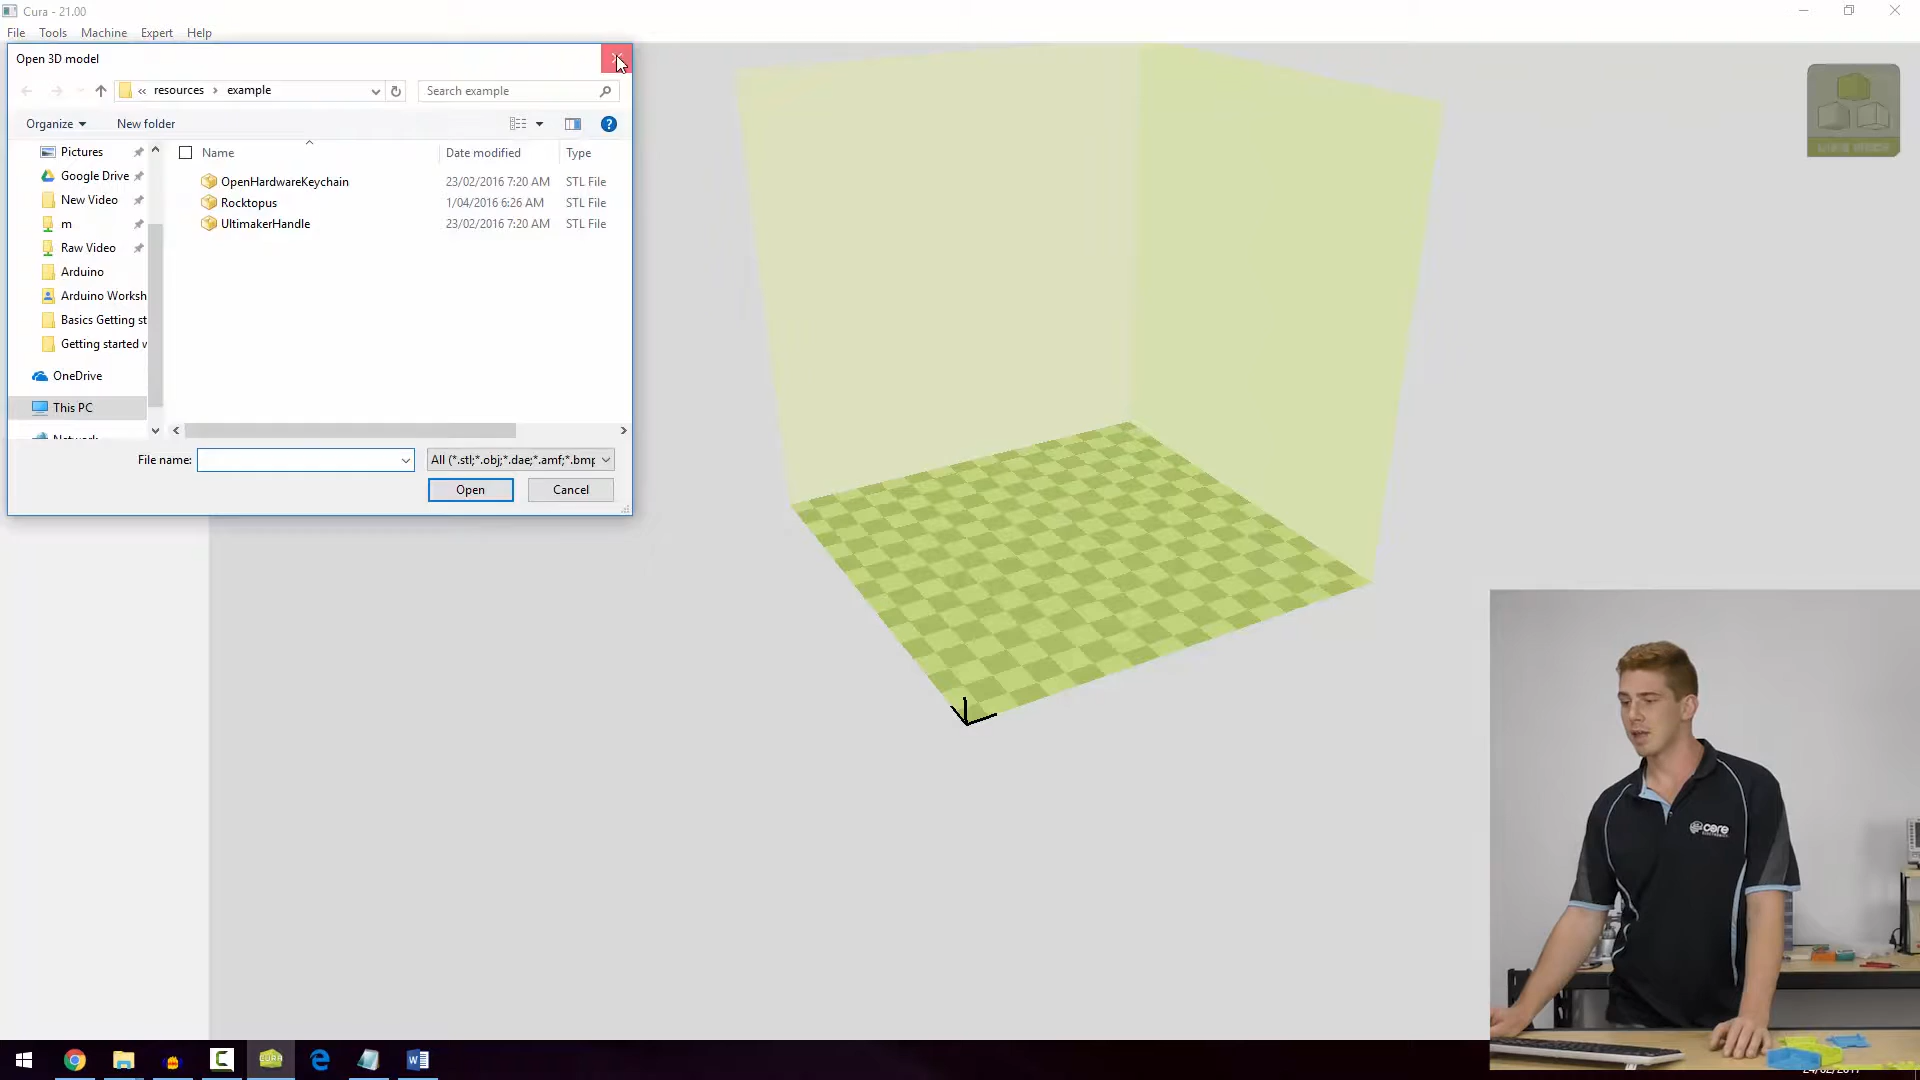 Cura - 21.00
File Tools Machine Expert Help
Open 3D model
« resources › example
Search example
Organize New folder
Name Date modified Type
OpenHardwareKeychain 23/02/2016 7:20 AM STL File
Rocktopus 1/04/2016 6:26 AM STL File
UltimakerHandle 23/02/2016 7:20 AM STL File
Pictures
Google Drive
New Video
m
Raw Video
Arduino
Arduino Worksh
Basics Getting st
Getting started v
OneDrive
This PC
Network
File name:
All (*.stl;*.obj;*.dae;*.amf;*.bmp
Open Cancel
core
ELECTRONICS
CURA